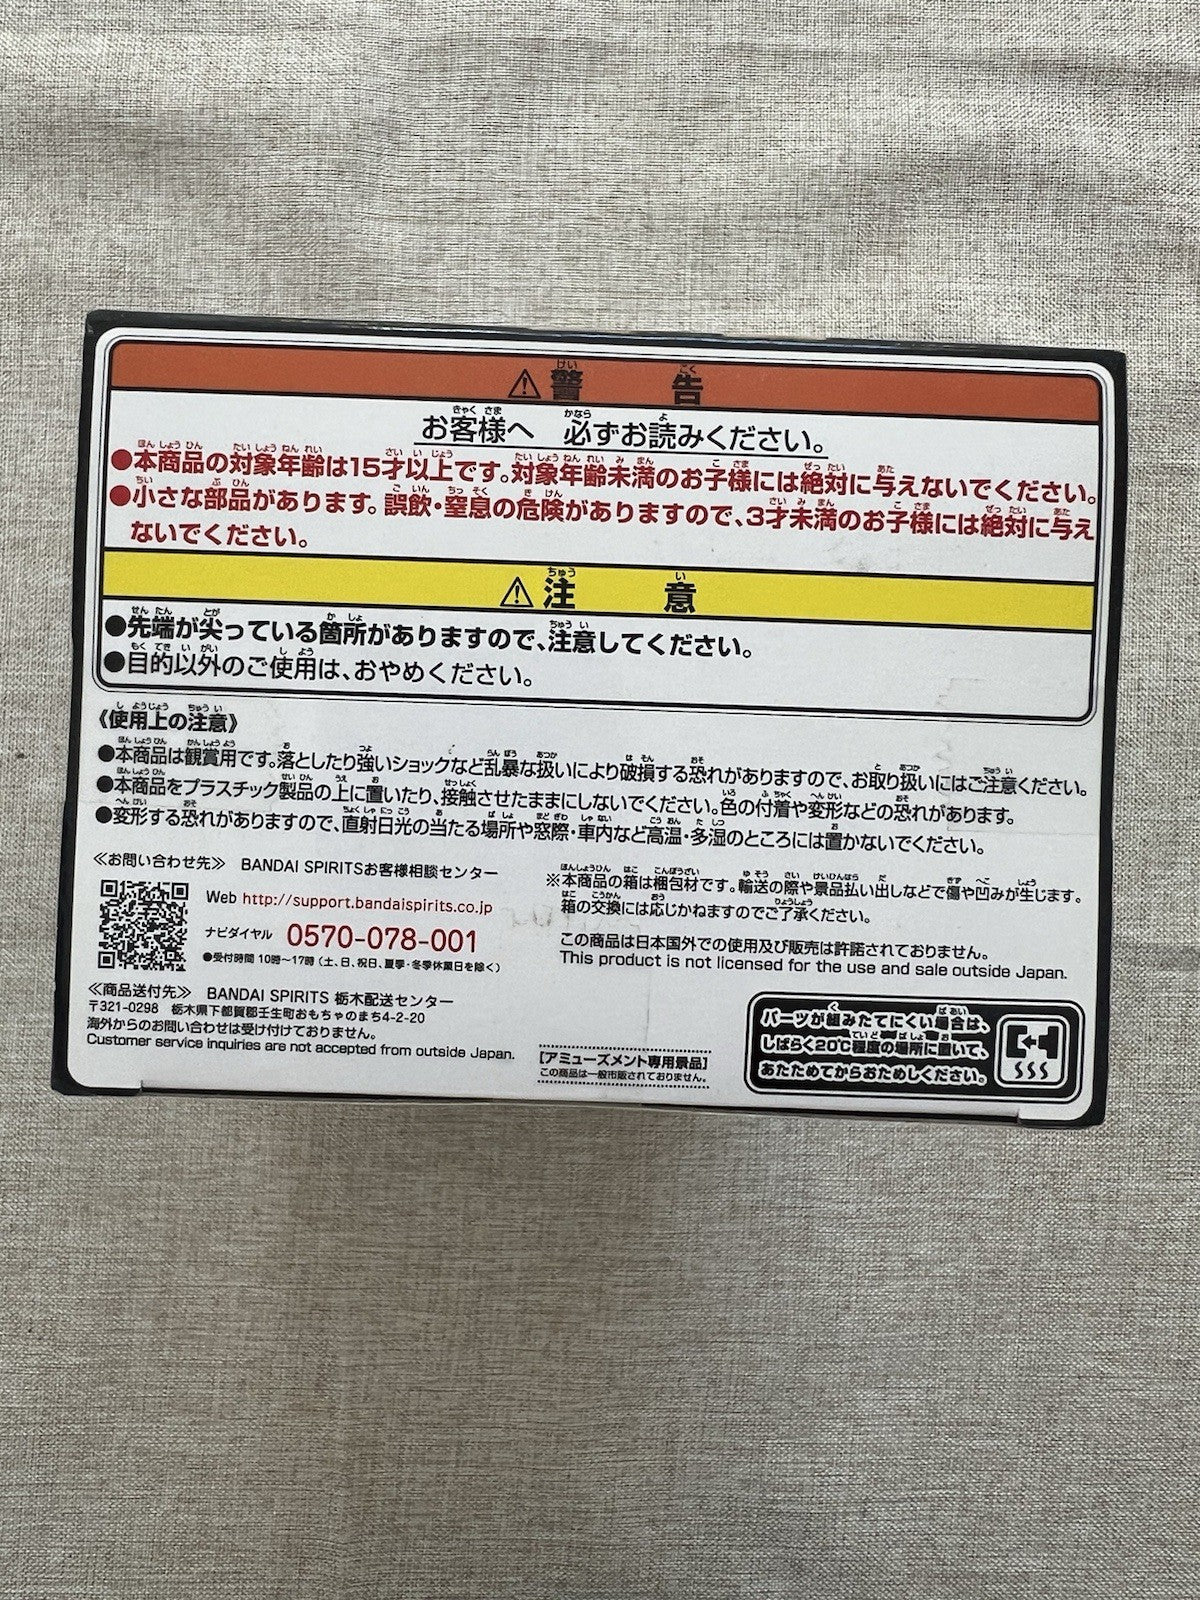 ⚠警告
お客様へ 必ずお読みください。
●本商品の対象年齢は15才以上です。対象年齢未満のお子様には絶対に与えないでください。
●小さな部品があります。誤飲・窒息の危険がありますので、3才未満のお子様には絶対に与え
ないでください。
⚠注意
●先端が尖っている箇所がありますので、注意してください。
●目的以外のご使用は、おやめください。
《使用上の注意》
●本商品は観賞用です。落としたり強いショックなど乱暴な扱いにより破損する恐れがありますので、お取り扱いにはご注意ください。
●本商品をプラスチック製品の上に置いたり、接触させたままにしないでください。色の付着や変形などの恐れがあります。
●変形する恐れがありますので、直射日光の当たる場所や窓際・車内など高温・多湿のところには置かないでください。
≪お問い合わせ先≫ BANDAI SPIRITSお客様相談センター
Web http://support.bandaispirits.co.jp
ナビダイヤル 0570-078-001
●受付時間 10時~17時 (土、日、祝日、夏季・冬季休業日を除く)
≪商品送付先≫ BANDAI SPIRITS 栃木配送センター
〒321-0298 栃木県下都賀郡壬生町おもちゃのまち4-2-20
海外からのお問い合わせは受け付けておりません。
Customer service inquiries are not accepted from outside Japan.
※本商品の箱は梱包材です。輸送の際や景品払い出しなどで傷や凹みが生じます。
箱の交換には応じかねますのでご了承ください。
この商品は日本国外での使用及び販売は許諾されておりません。
This product is not licensed for the use and sale outside Japan.
[アミューズメント専用景品]
この商品は一般市販されておりません。
パーツが組みたてにくい場合は、
しばらく20℃程度の場所に置いて、
あたためてからおためしください。